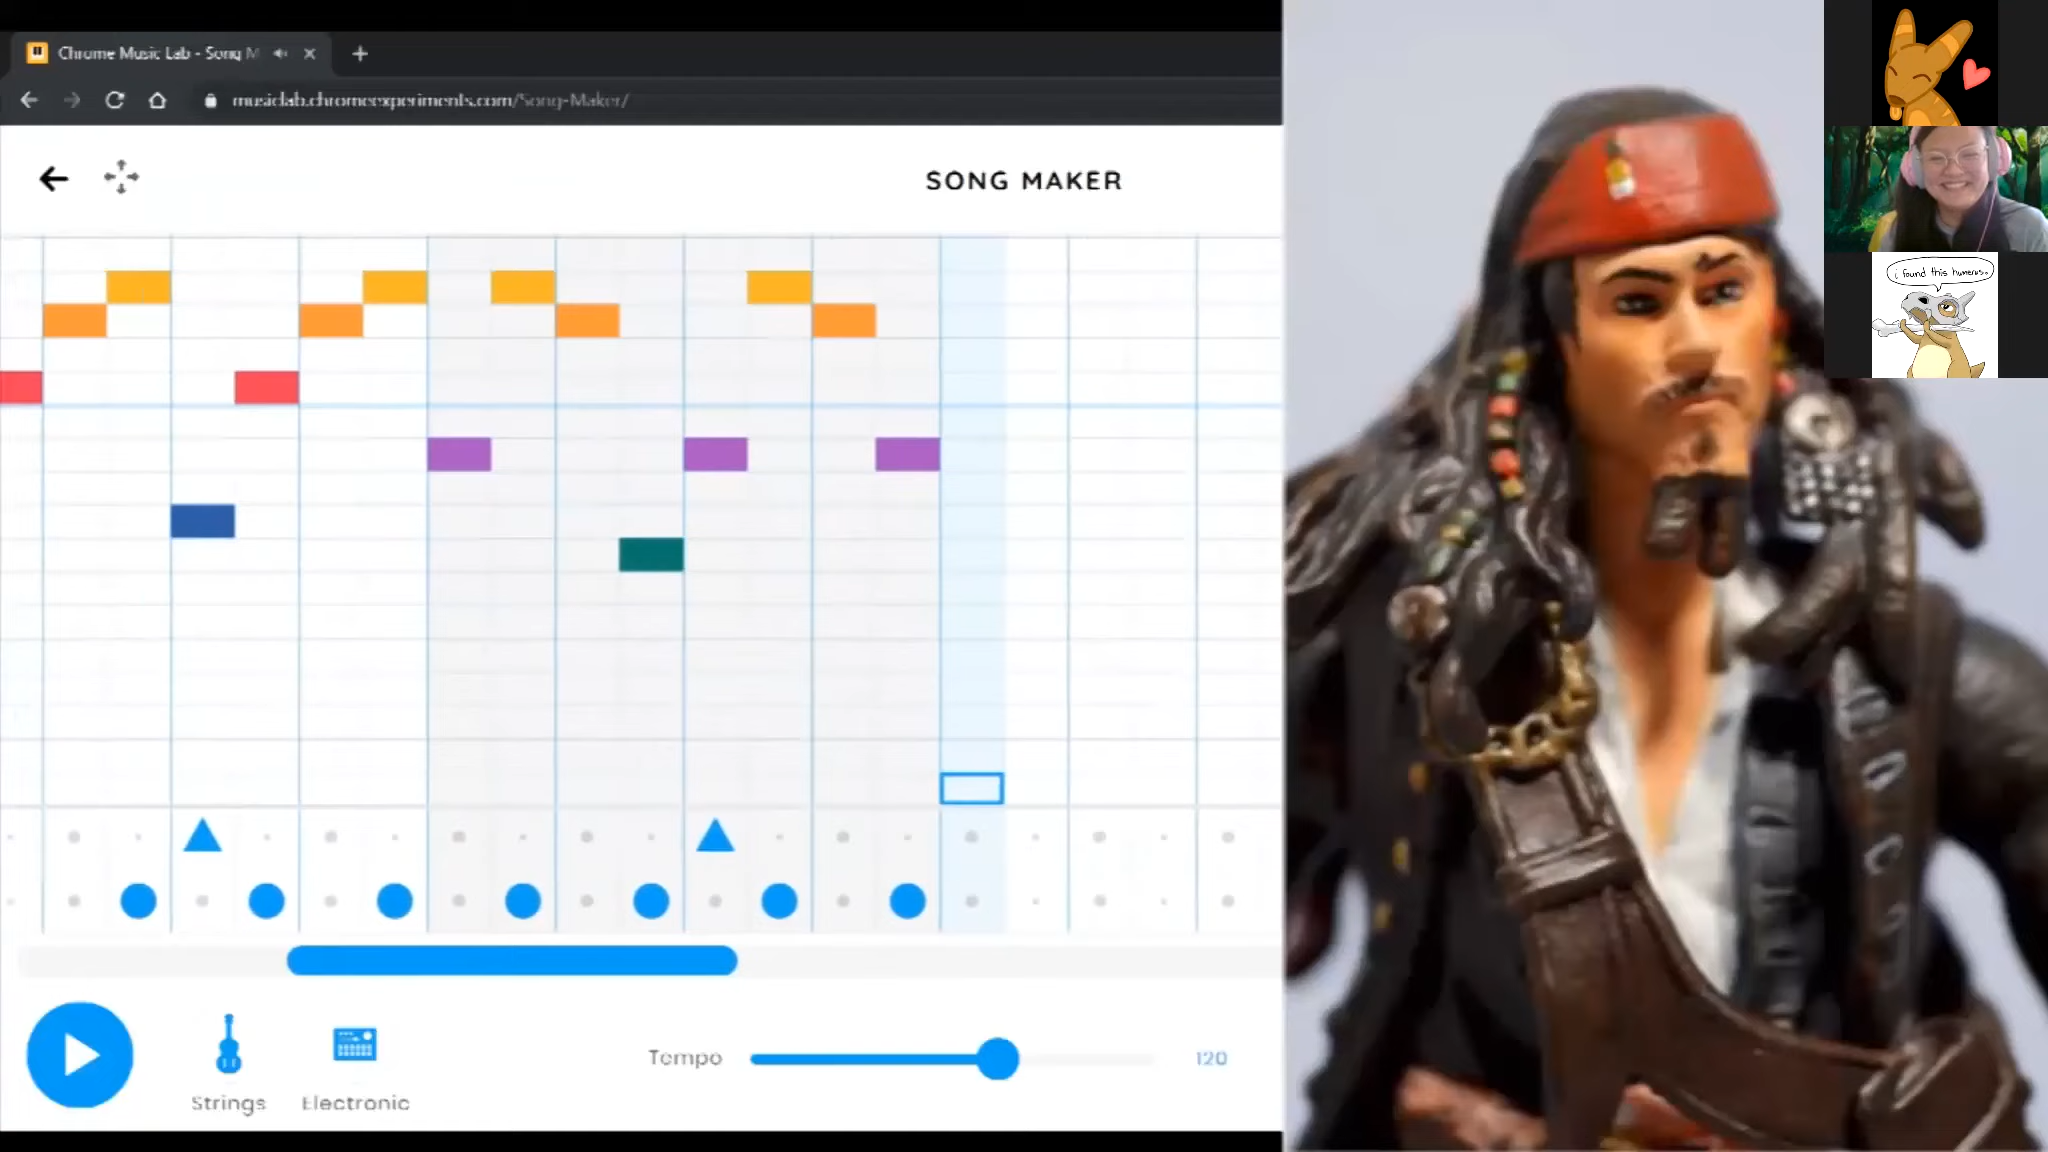 Chrome Music Lab - Song M
musiclab.chromeexperiments.com/Song-Maker/
SONG MAKER
i found this humerus.
Tempo
120
Strings
Electronic